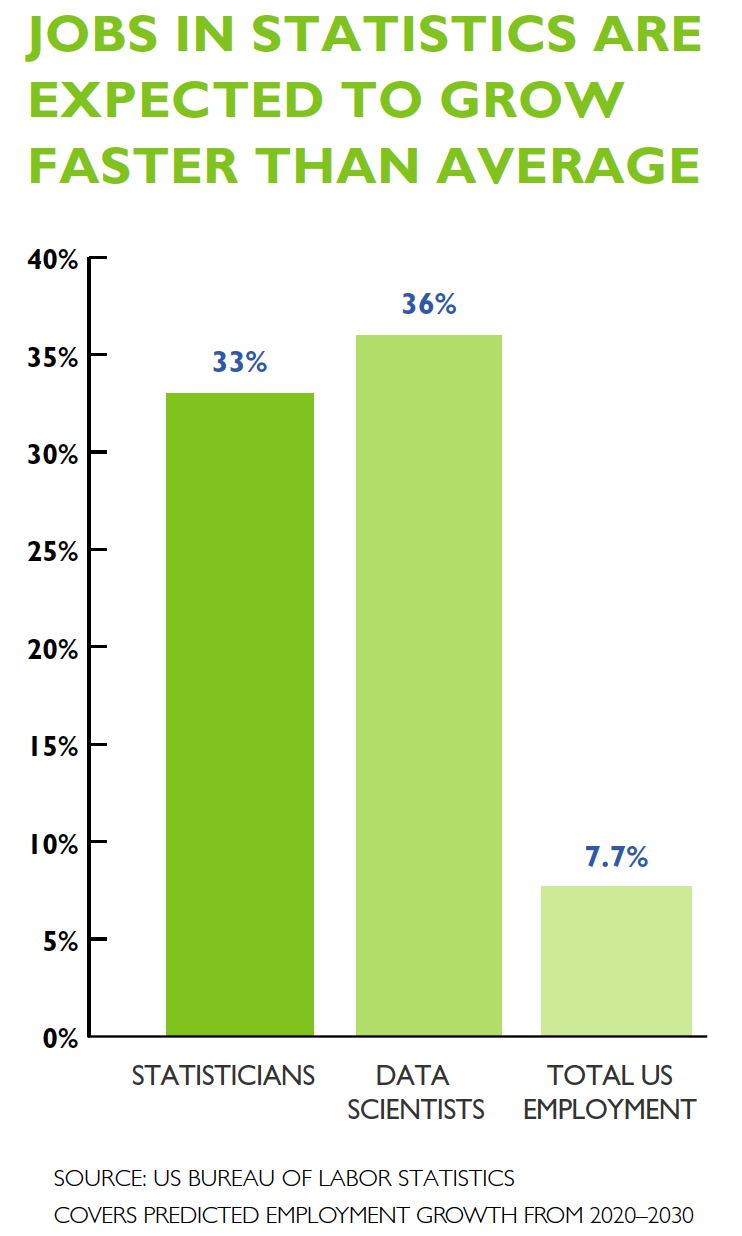 JOBS IN STATISTICS ARE
EXPECTED TO GROW
FASTER THAN AVERAGE
40%
36%
35%
33%
30%
25%
20%
15%
10%
7.7%
5%
0%
STATISTICIANS
DATA
SCIENTISTS
TOTAL US
EMPLOYMENT
SOURCE: US BUREAU OF LABOR STATISTICS
COVERS PREDICTED EMPLOYMENT GROWTH FROM 2020–2030